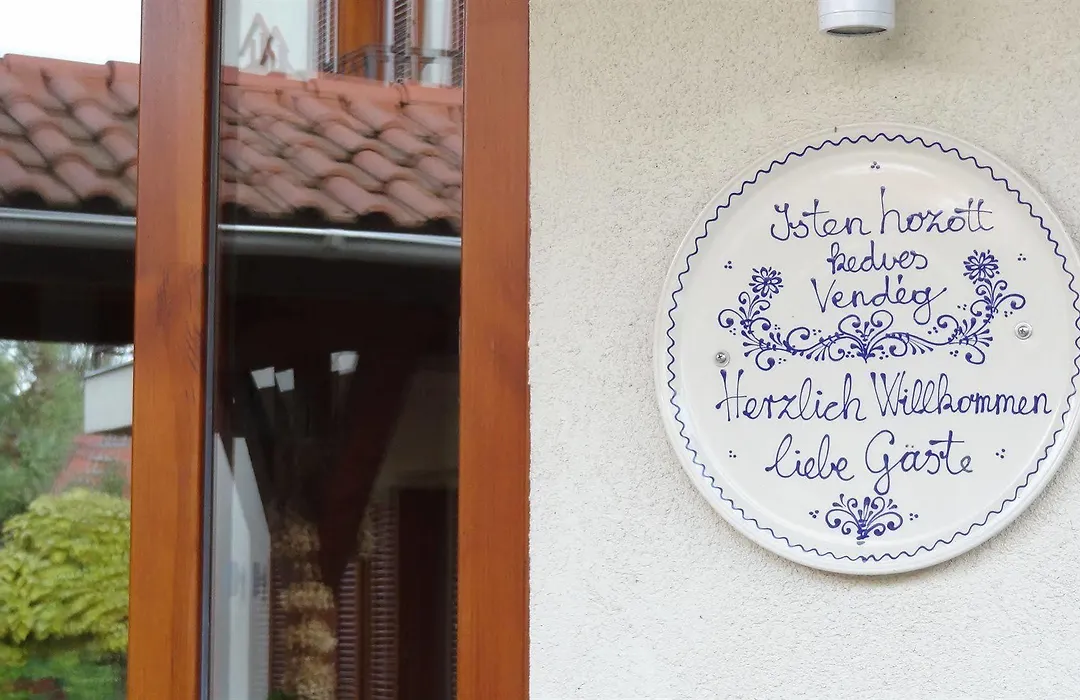 Isten hozott
kedves
Vendég
Herzlich Willkommen
liebe Gäste